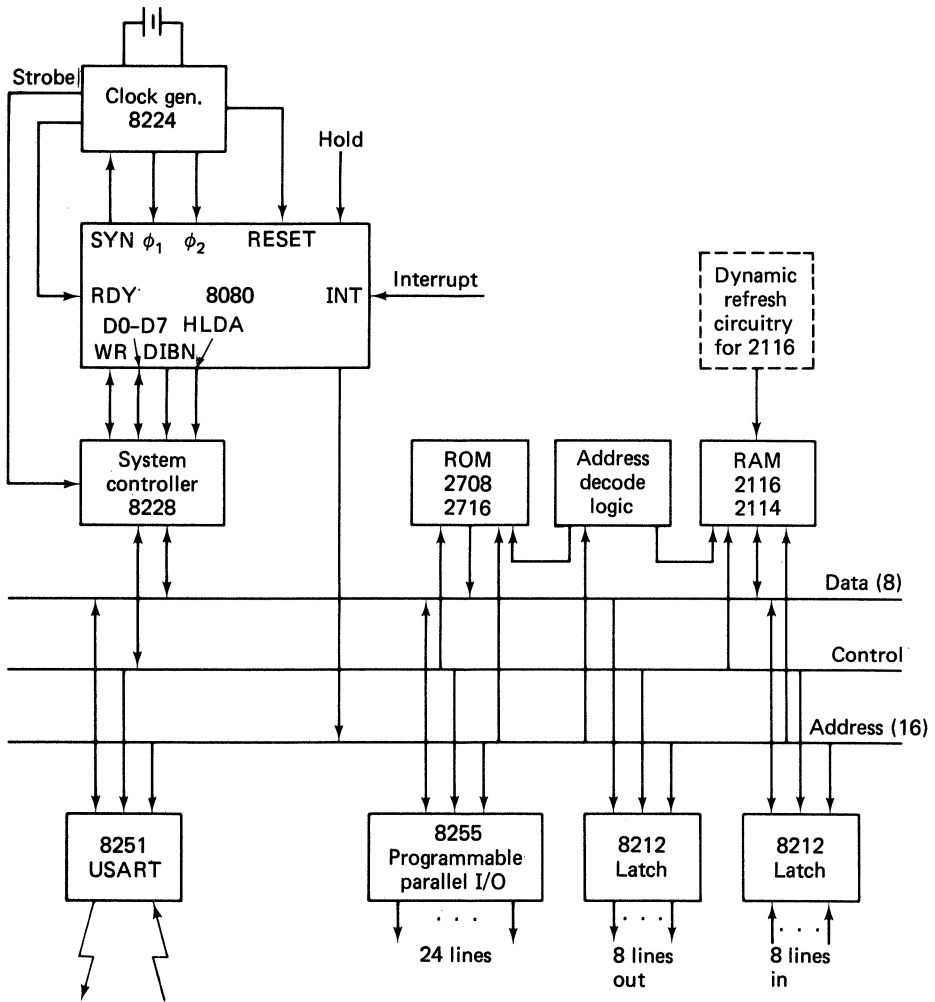 Strobe
Clock gen.
8224
Hold
SYN ϕ1 ϕ2 RESET
RDY 8080 INT
Interrupt
D0–D7 HLDA
WR DIBN
Dynamic
refresh
circuitry
for 2116
System
controller
8228
ROM
2708
2716
Address
decode
logic
RAM
2116
2114
Data (8)
Control
Address (16)
8251
USART
8255
Programmable
parallel I/O
8212
Latch
8212
Latch
. . .
24 lines
. . .
8 lines
out
. . .
8 lines
in